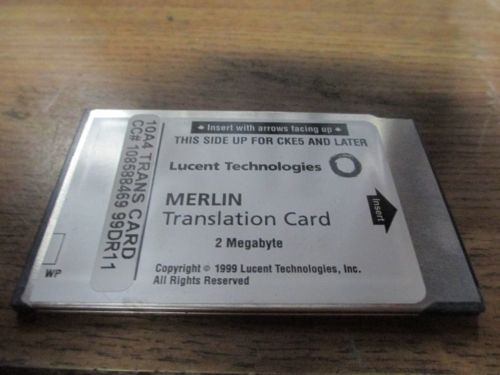 Insert with arrows facing up
THIS SIDE UP FOR CKE5 AND LATER
Lucent Technologies
MERLIN
Translation Card
2 Megabyte
Copyright © 1999 Lucent Technologies, Inc.
All Rights Reserved
Insert
10A4 TRANS CARD
CC# 108588469 99DR11
WP